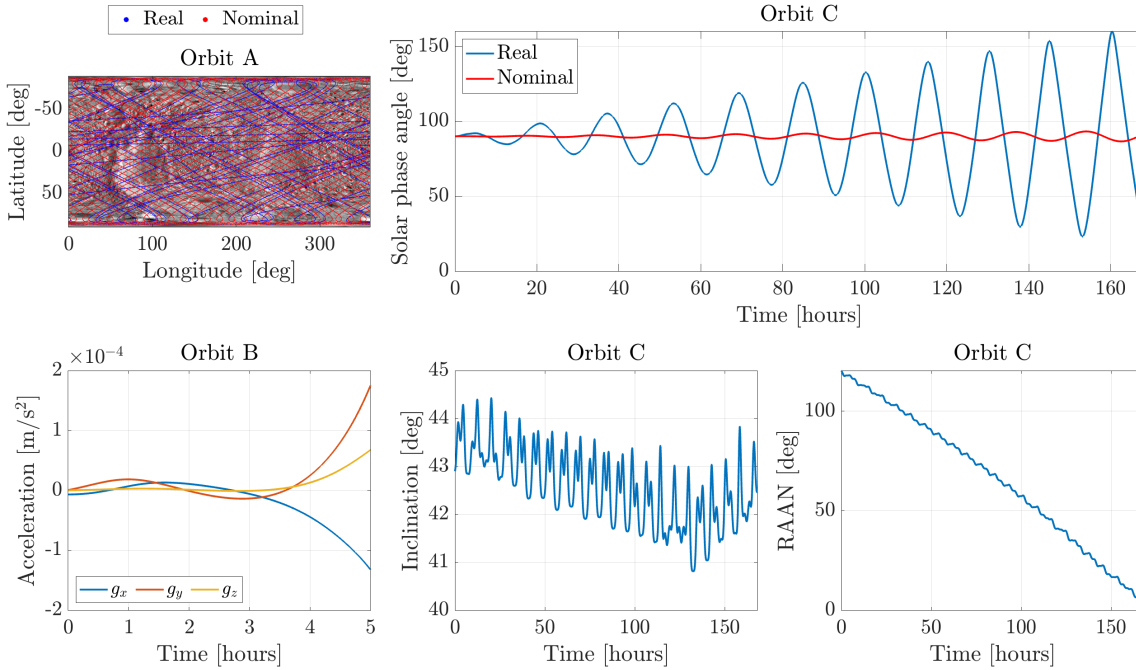 Real Nominal
Orbit A
Latitude [deg]
-50
0
50
0 100 200 300
Longitude [deg]
Orbit C
Solar phase angle [deg]
150
100
50
0
Real
Nominal
0 20 40 60 80 100 120 140 160
Time [hours]
Orbit B
×10⁻⁴
Acceleration [m/s²]
2
1
0
-1
-2
gₓ g_y g_z
0 1 2 3 4 5
Time [hours]
Orbit C
Inclination [deg]
45
44
43
42
41
40
0 50 100 150
Time [hours]
Orbit C
RAAN [deg]
100
50
0
0 50 100 150
Time [hours]